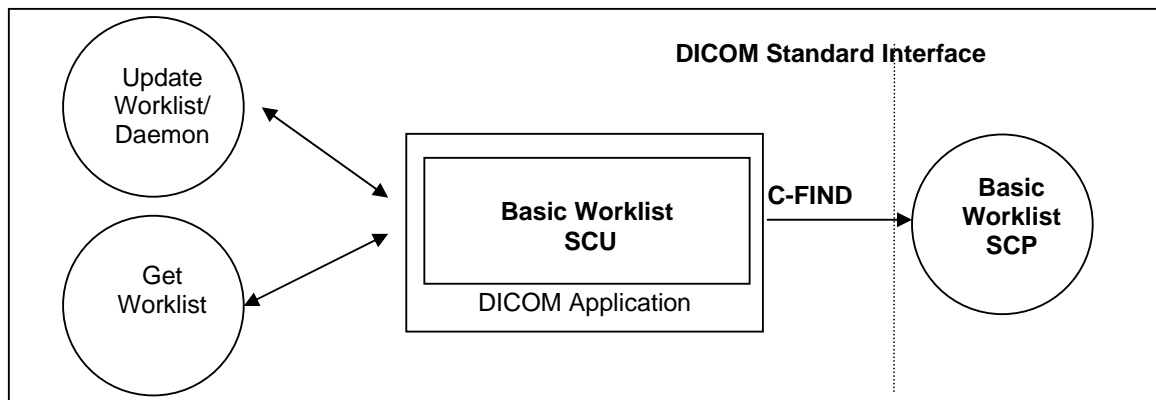 DICOM Standard Interface
Update
Worklist/
Daemon
Basic Worklist
SCU
DICOM Application
C-FIND
Basic
Worklist
SCP
Get
Worklist